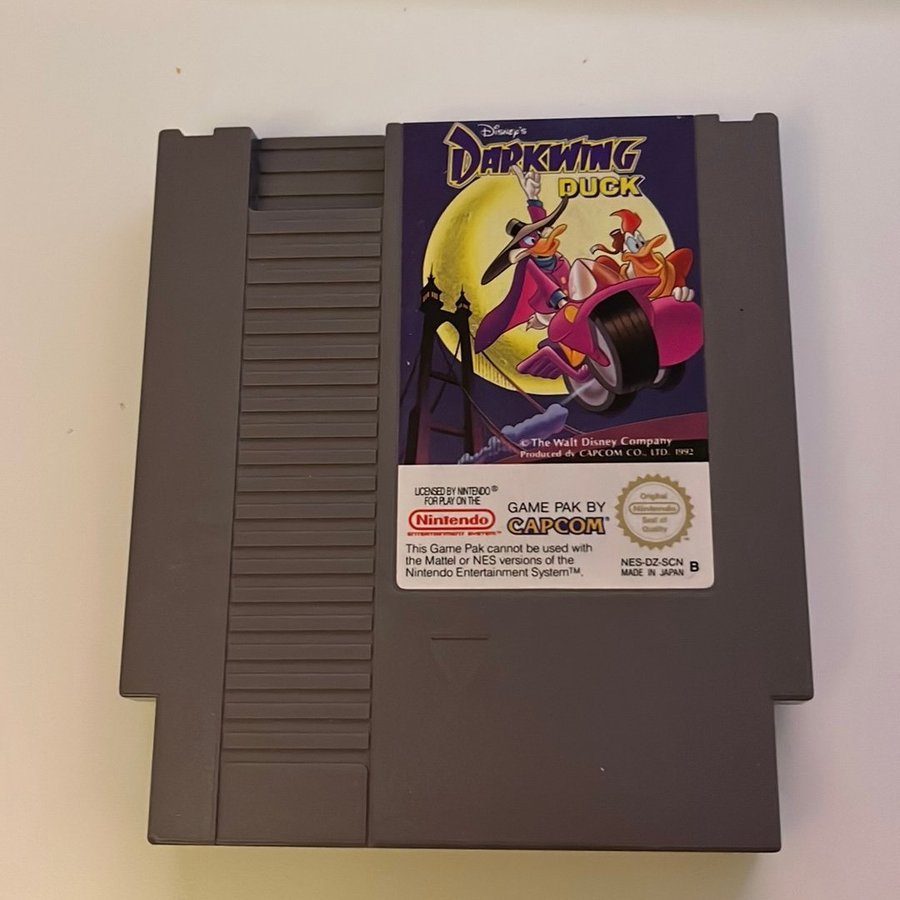 Disney's
DARKWING
DUCK
© The Walt Disney Company
Produced by CAPCOM CO., LTD. 1992
LICENSED BY NINTENDO®
FOR PLAY ON THE
Nintendo
ENTERTAINMENT SYSTEM™
GAME PAK BY
CAPCOM®
Original
Nintendo
Seal of
Quality
This Game Pak cannot be used with
the Mattel or NES versions of the
Nintendo Entertainment System™.
NES-DZ-SCN B
MADE IN JAPAN